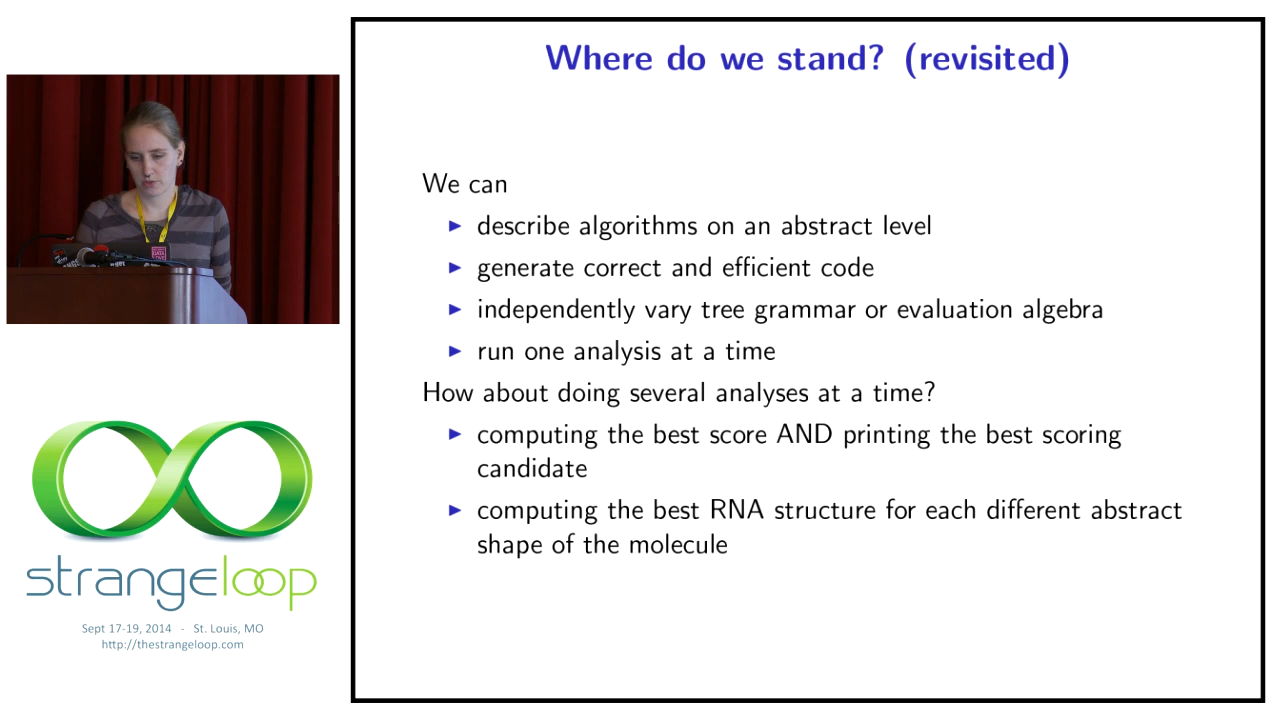 Where do we stand? (revisited)
We can
describe algorithms on an abstract level
generate correct and efficient code
independently vary tree grammar or evaluation algebra
run one analysis at a time
How about doing several analyses at a time?
computing the best score AND printing the best scoring
candidate
computing the best RNA structure for each different abstract
shape of the molecule
strangeloop
Sept 17-19, 2014 - St. Louis, MO
http://thestrangeloop.com